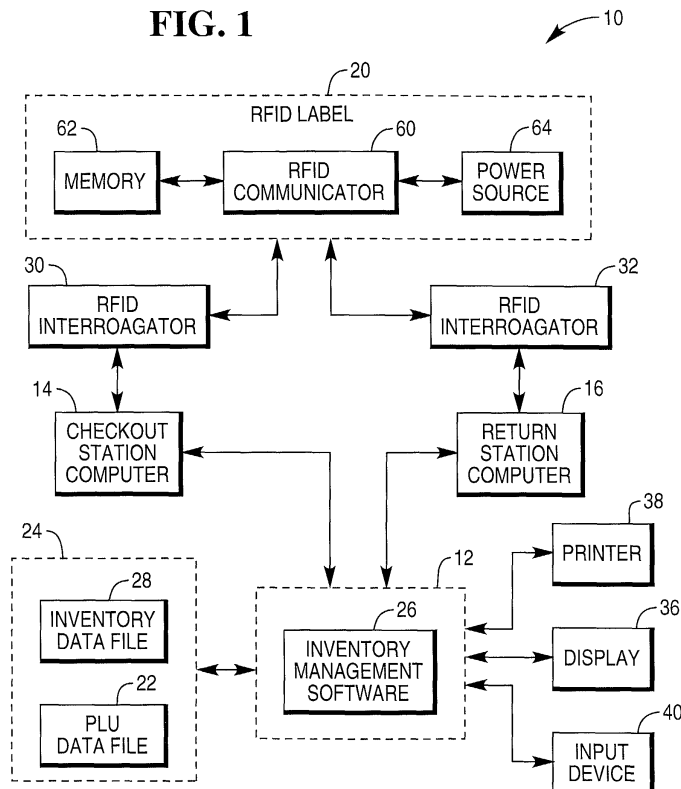 FIG. 1
10
20
RFID LABEL
62
60
64
MEMORY
RFID
COMMUNICATOR
POWER
SOURCE
30
32
RFID
INTERROAGATOR
RFID
INTERROAGATOR
14
16
CHECKOUT
STATION
COMPUTER
RETURN
STATION
COMPUTER
24
28
INVENTORY
DATA FILE
22
PLU
DATA FILE
12
26
INVENTORY
MANAGEMENT
SOFTWARE
38
PRINTER
36
DISPLAY
40
INPUT
DEVICE